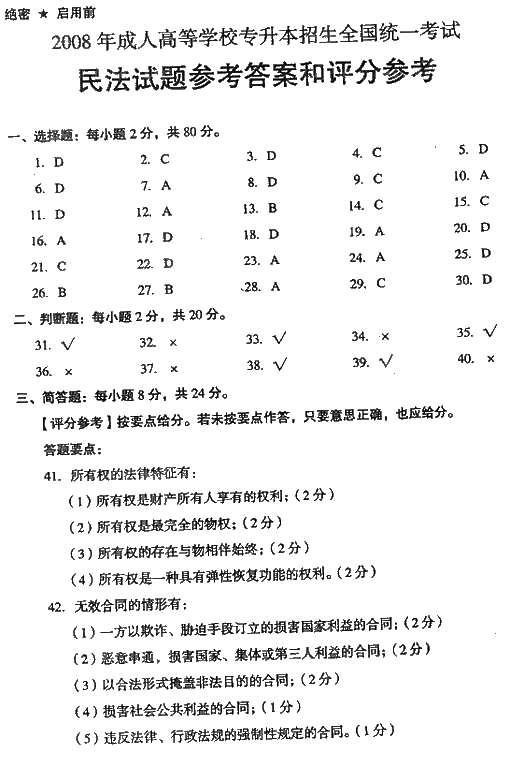 绝密 ★ 启用前
2008 年成人高等学校专升本招生全国统一考试
民法试题参考答案和评分参考
一、选择题：每小题 2 分，共 80 分。
1. D 2. C 3. D 4. C 5. D
6. D 7. A 8. D 9. C 10. A
11. D 12. A 13. B 14. C 15. C
16. A 17. D 18. D 19. A 20. D
21. C 22. D 23. A 24. A 25. D
26. B 27. B 28. A 29. C 30. D
二、判断题：每小题 2 分，共 20 分。
31. √ 32. × 33. √ 34. × 35. √
36. × 37. × 38. √ 39. √ 40. ×
三、简答题：每小题 8 分，共 24 分。
【评分参考】按要点给分。若未按要点作答，只要意思正确，也应给分。
答题要点：
41. 所有权的法律特征有：
（1）所有权是财产所有人享有的权利；（2 分）
（2）所有权是最完全的物权；（2 分）
（3）所有权的存在与物相伴始终；（2 分）
（4）所有权是一种具有弹性恢复功能的权利。（2 分）
42. 无效合同的情形有：
（1）一方以欺诈、胁迫手段订立的损害国家利益的合同；（2 分）
（2）恶意串通，损害国家、集体或第三人利益的合同；（2 分）
（3）以合法形式掩盖非法目的的合同；（2 分）
（4）损害社会公共利益的合同；（1 分）
（5）违反法律、行政法规的强制性规定的合同。（1 分）